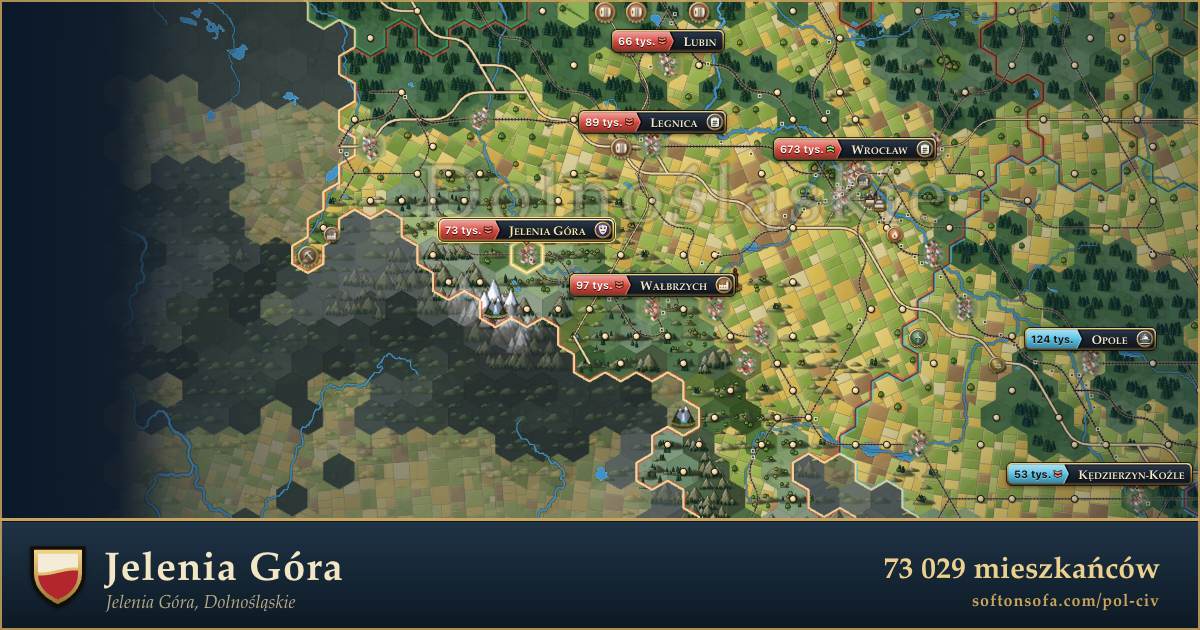 66 tys. LUBIN
89 tys. LEGNICA
673 tys. WROCŁAW
Dolnośląskie
73 tys. JELENIA GÓRA
97 tys. WAŁBRZYCH
124 tys. OPOLE
53 tys. KĘDZIERZYN-KOŹLE
Jelenia Góra
Jelenia Góra, Dolnośląskie
73 029 mieszkańców
softonsofa.com/pol-civ